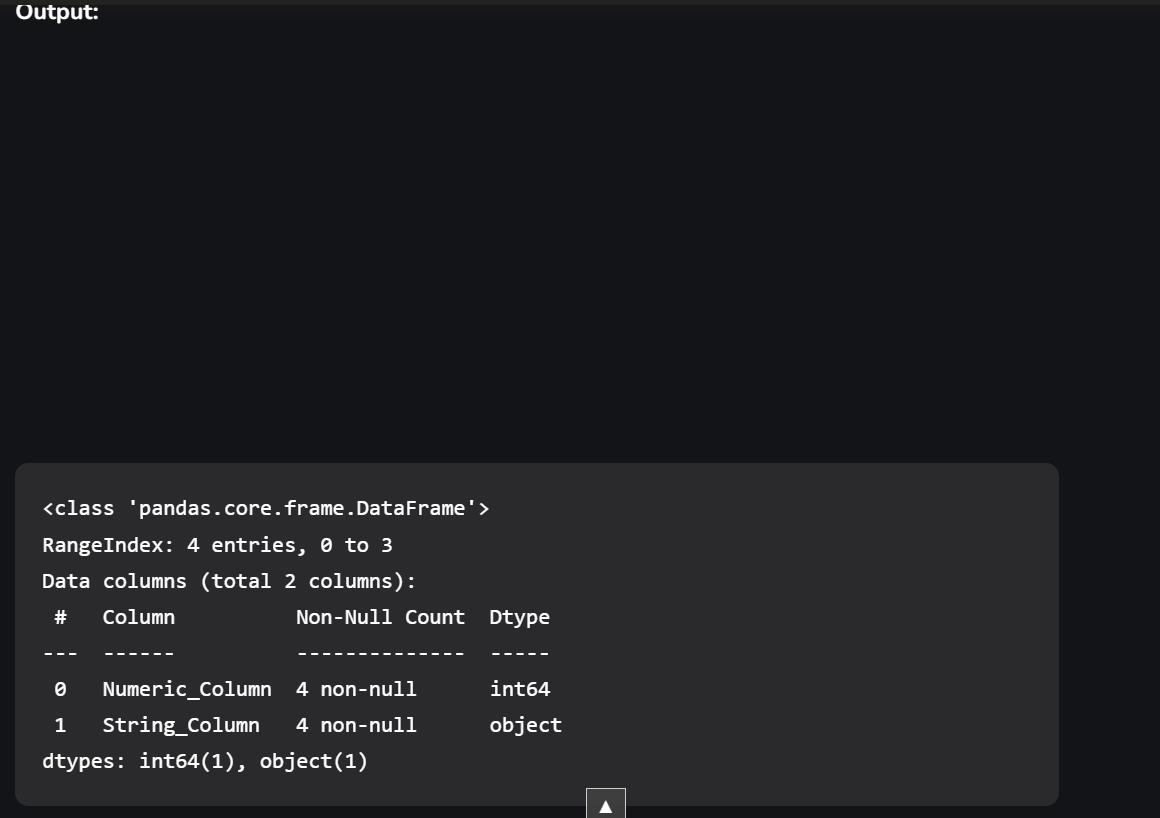 Output:
<class 'pandas.core.frame.DataFrame'>
RangeIndex: 4 entries, 0 to 3
Data columns (total 2 columns):
 #   Column          Non-Null Count  Dtype
---  ------          --------------  -----
 0   Numeric_Column  4 non-null      int64
 1   String_Column   4 non-null      object
dtypes: int64(1), object(1)